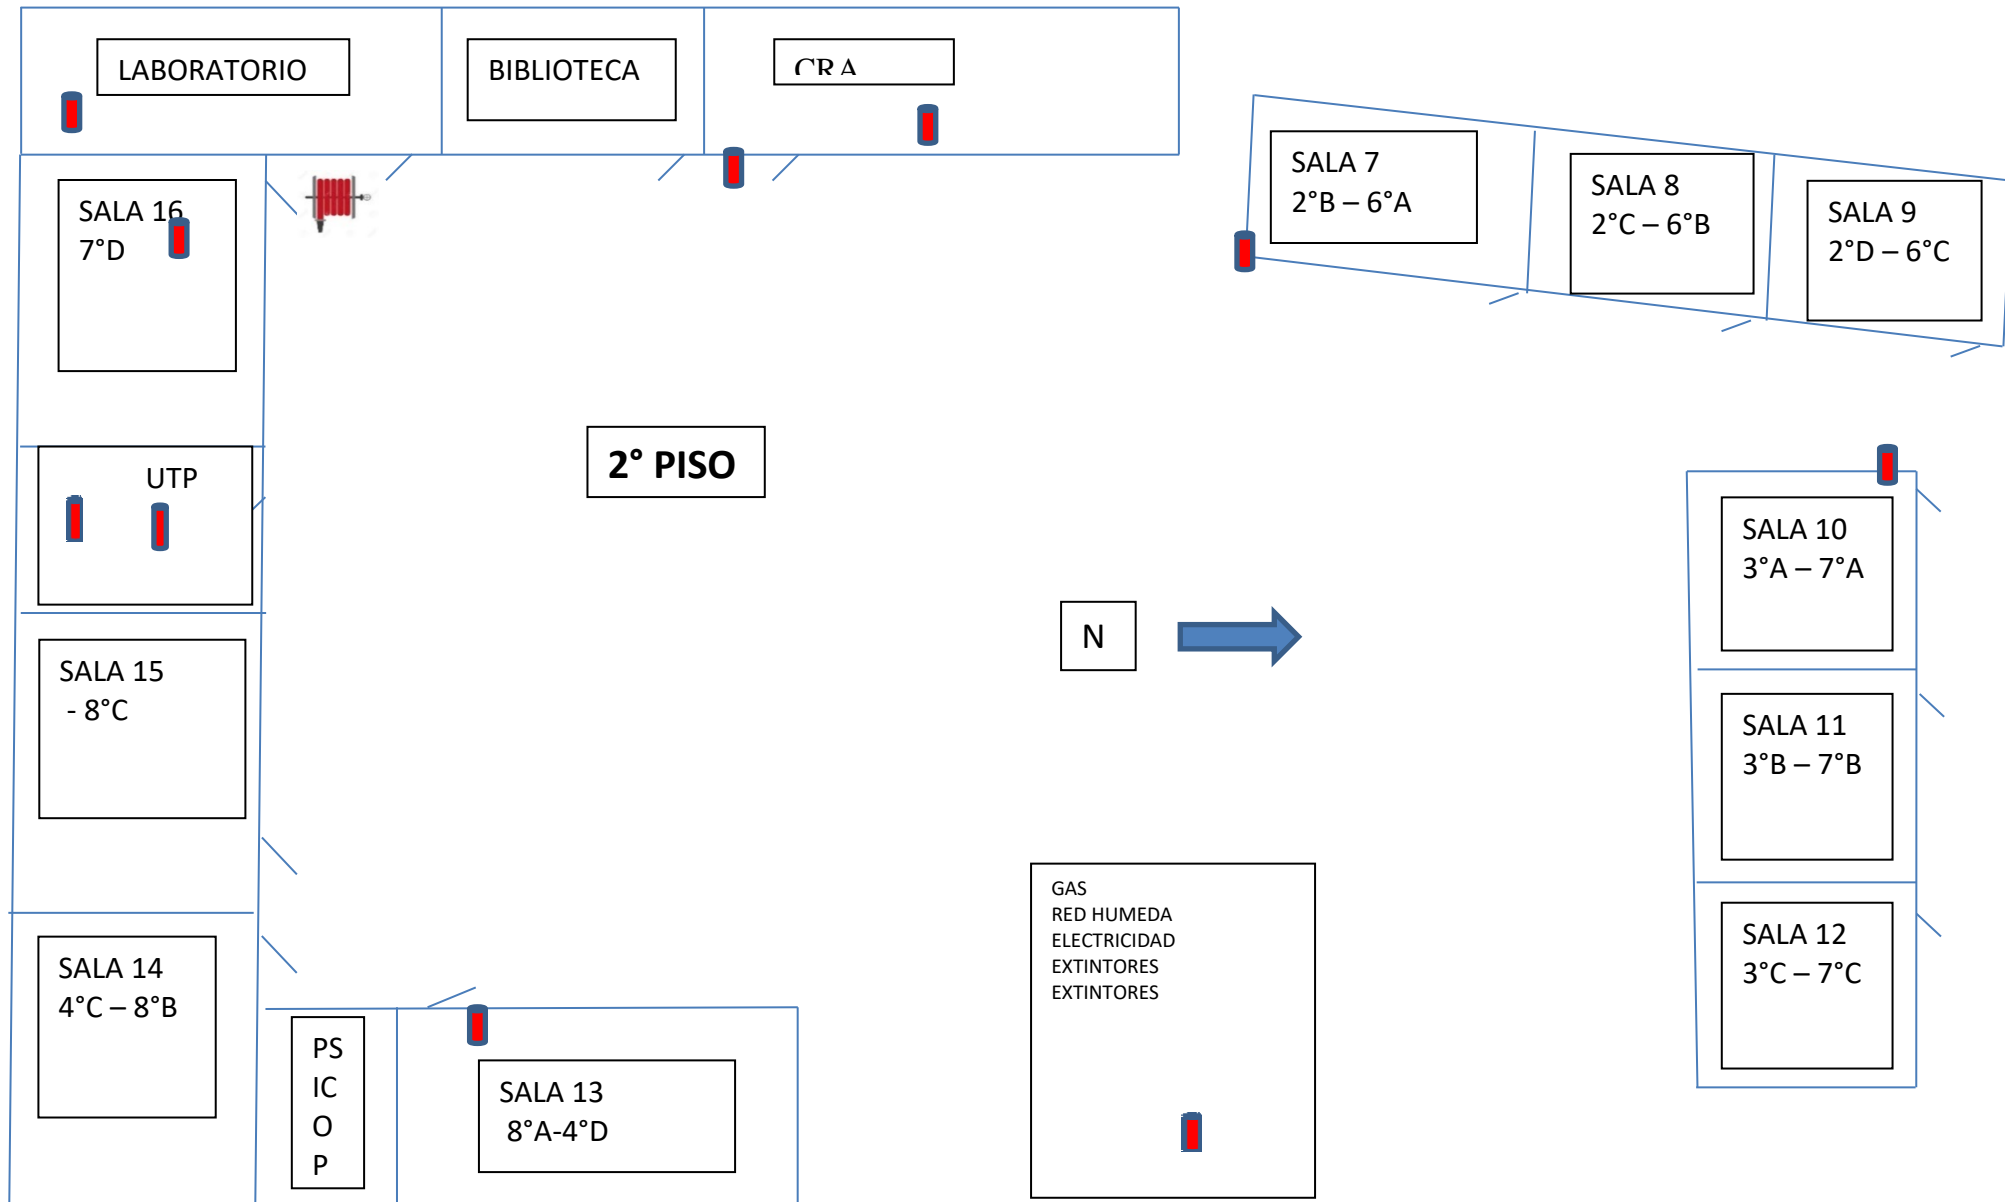 LABORATORIO
BIBLIOTECA
CRA
SALA 7
2°B – 6°A
SALA 8
2°C – 6°B
SALA 9
2°D – 6°C
SALA 16
7°D
2° PISO
UTP
SALA 10
3°A – 7°A
N
SALA 15
- 8°C
SALA 11
3°B – 7°B
GAS
RED HUMEDA
ELECTRICIDAD
EXTINTORES
EXTINTORES
SALA 12
3°C – 7°C
SALA 14
4°C – 8°B
PS
IC
O
P
SALA 13
8°A-4°D